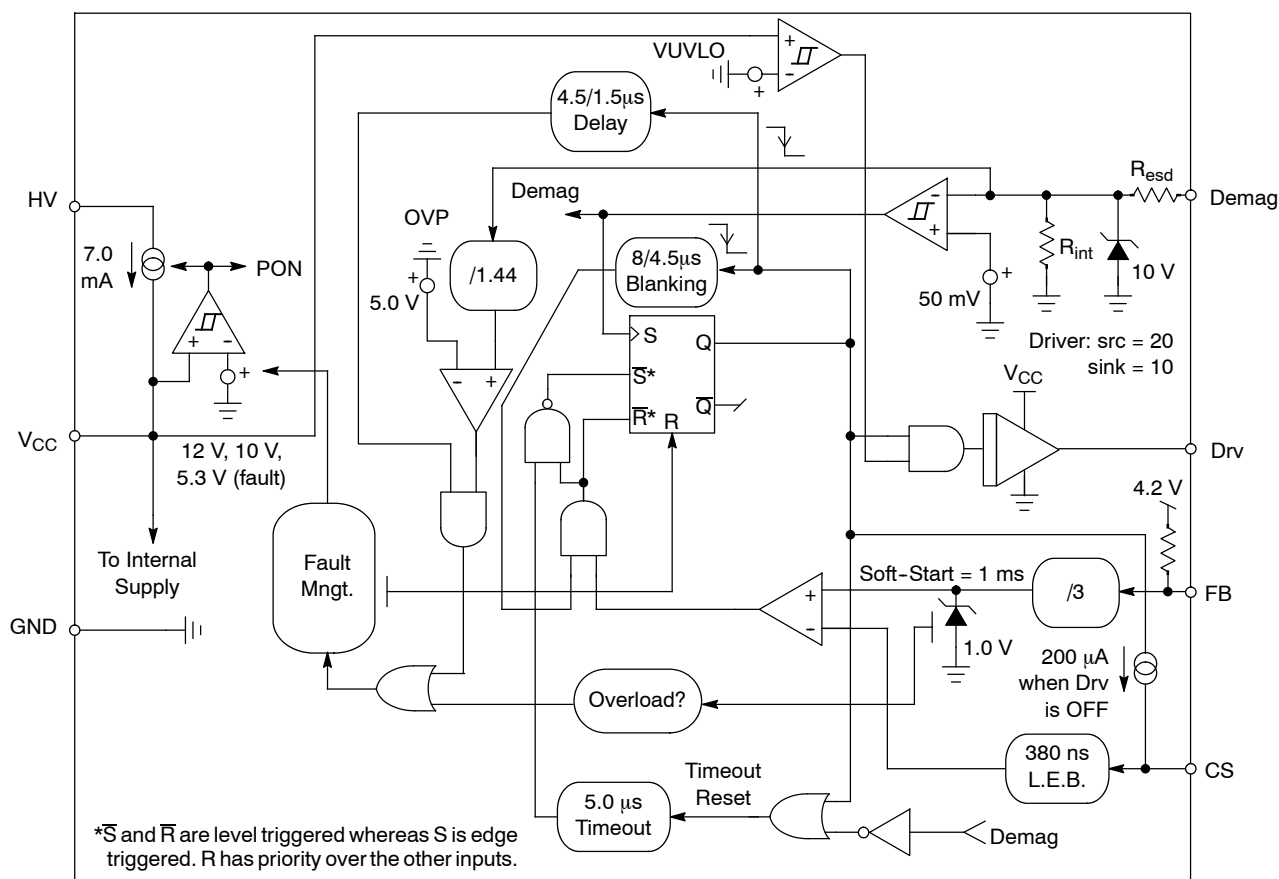 VUVLO
+
-
+
4.5/1.5μs
Delay
HV
Demag
R_esd
Demag
OVP
-
+
7.0
mA
PON
+
5.0 V
/1.44
8/4.5μs
Blanking
R_int
10 V
+
50 mV
+
-
+
S
Q
Driver: src = 20
sink = 10
-
+
S̅*
Q̅
V_CC
R̅*
R
V_CC
12 V, 10 V,
5.3 V (fault)
Drv
4.2 V
To Internal
Supply
Fault
Mngt.
Soft-Start = 1 ms
+
-
/3
FB
GND
1.0 V
200 μA
when Drv
is OFF
Overload?
380 ns
L.E.B.
CS
5.0 μs
Timeout
Timeout
Reset
Demag
*S̅ and R̅ are level triggered whereas S is edge
triggered. R has priority over the other inputs.